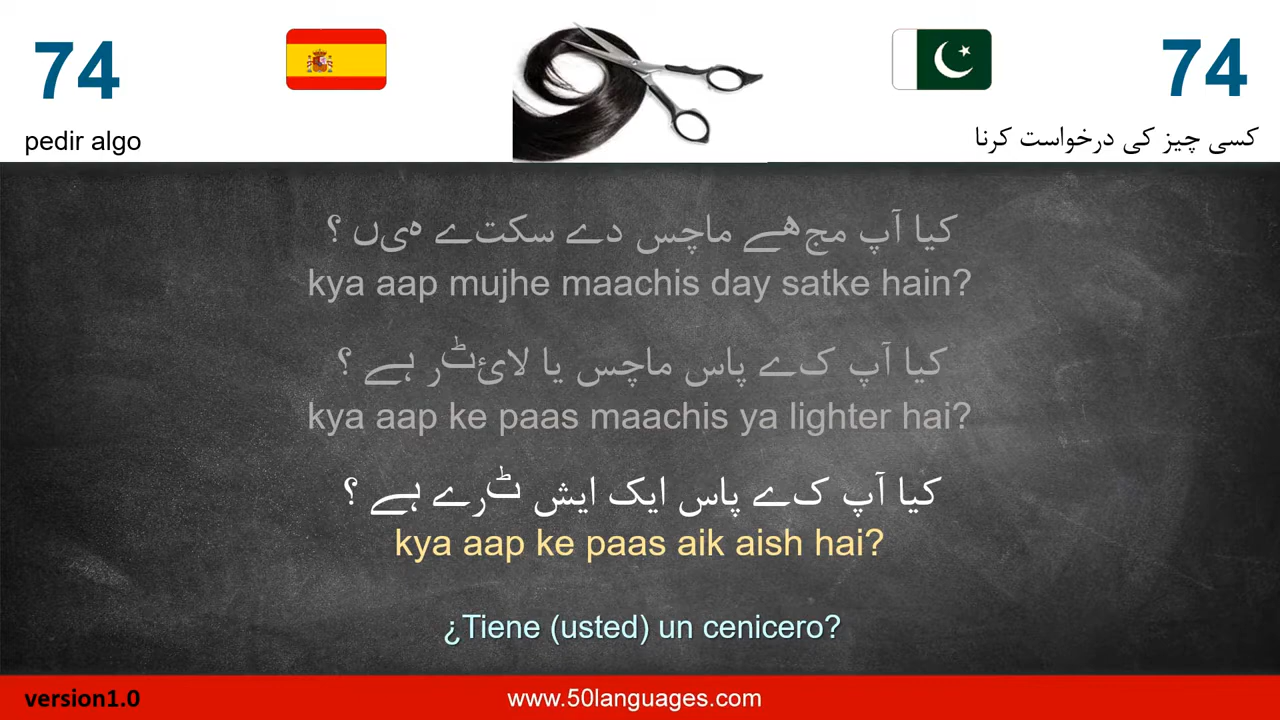 74
74
pedir algo
کسی چیز کی درخواست کرنا
کیا آپ مجھے ماچس دے سکتے ہیں ؟
kya aap mujhe maachis day satke hain?
کیا آپ کے پاس ماچس یا لائٹر ہے ؟
kya aap ke paas maachis ya lighter hai?
کیا آپ کے پاس ایک ایش ٹرے ہے ؟
kya aap ke paas aik aish hai?
¿Tiene (usted) un cenicero?
version1.0
www.50languages.com